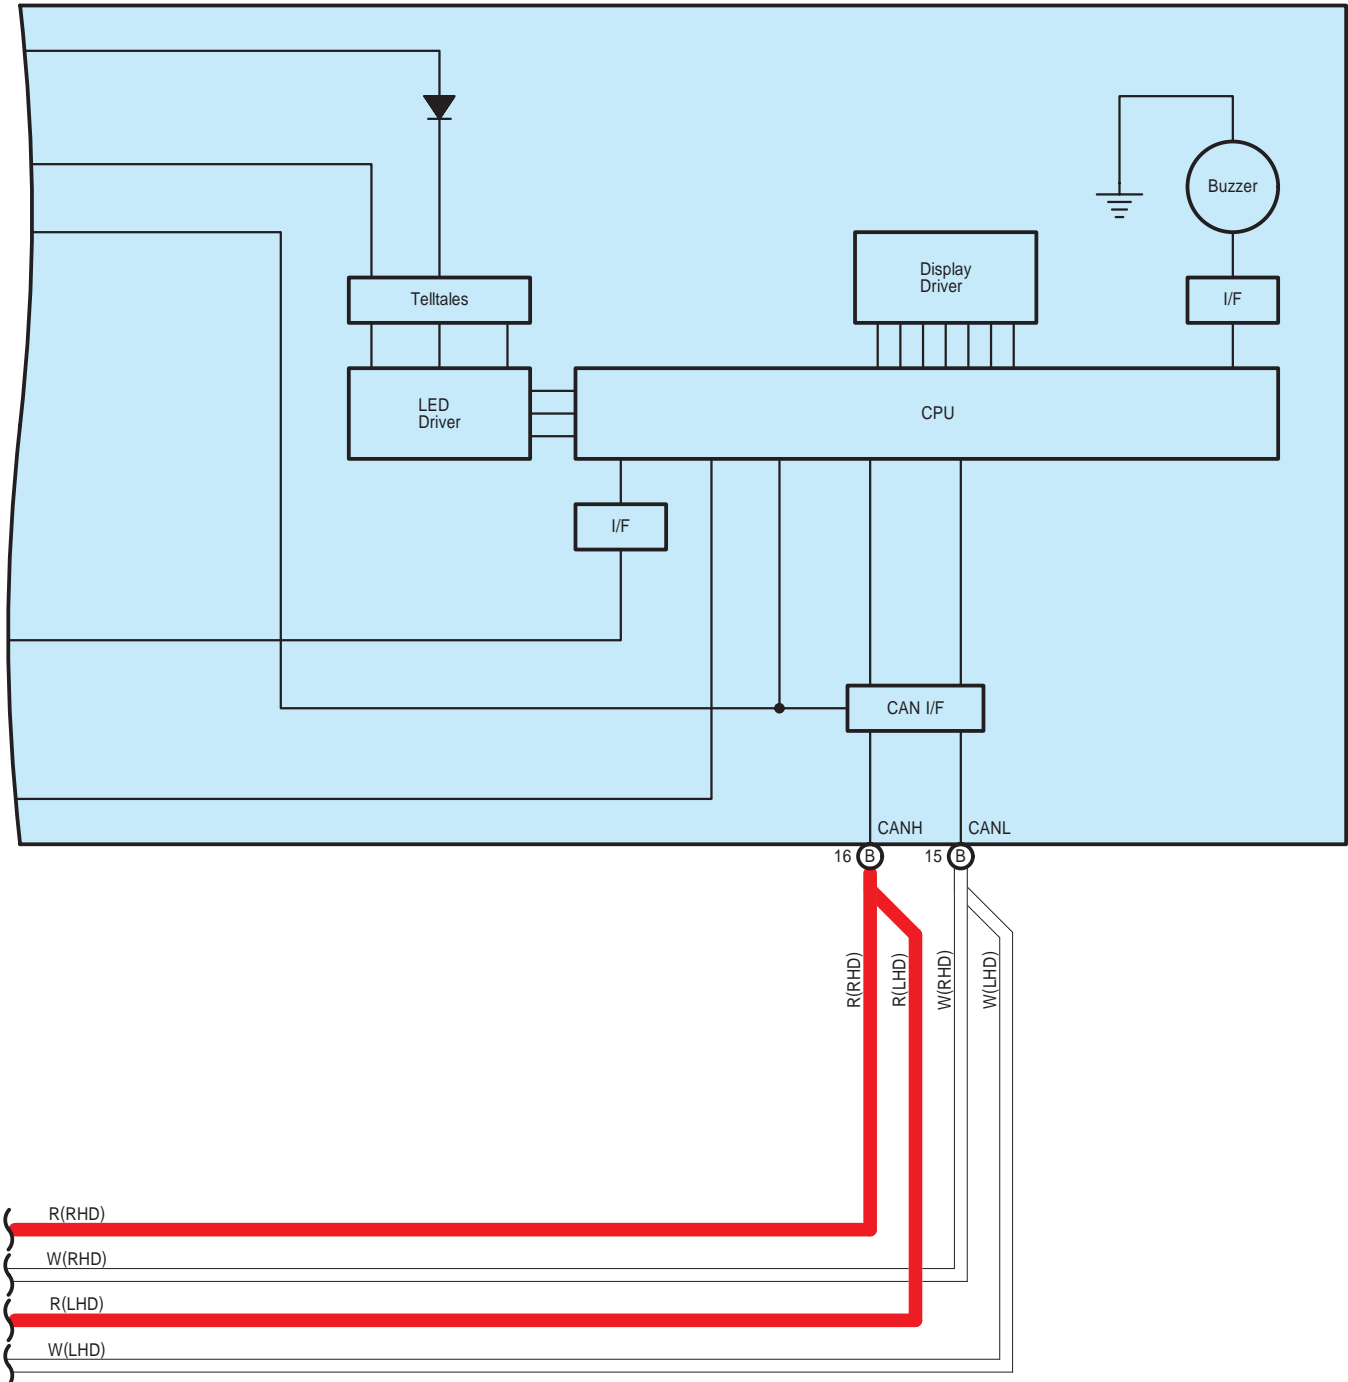 Buzzer
Display
Driver
Telltales
I/F
LED
Driver
CPU
I/F
CAN I/F
CANH
CANL
16
B
15
B
R(RHD)
R(LHD)
W(RHD)
W(LHD)
R(RHD)
W(RHD)
R(LHD)
W(LHD)